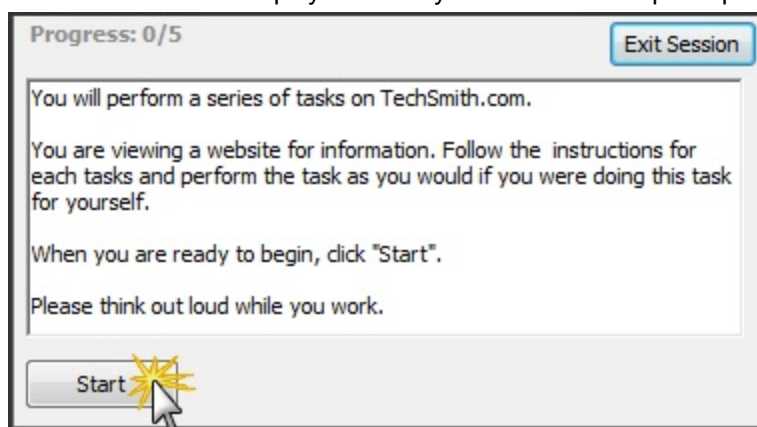 Progress: 0/5
Exit Session
You will perform a series of tasks on TechSmith.com.
You are viewing a website for information. Follow the instructions for
each tasks and perform the task as you would if you were doing this task
for yourself.
When you are ready to begin, click "Start".
Please think out loud while you work.
Start